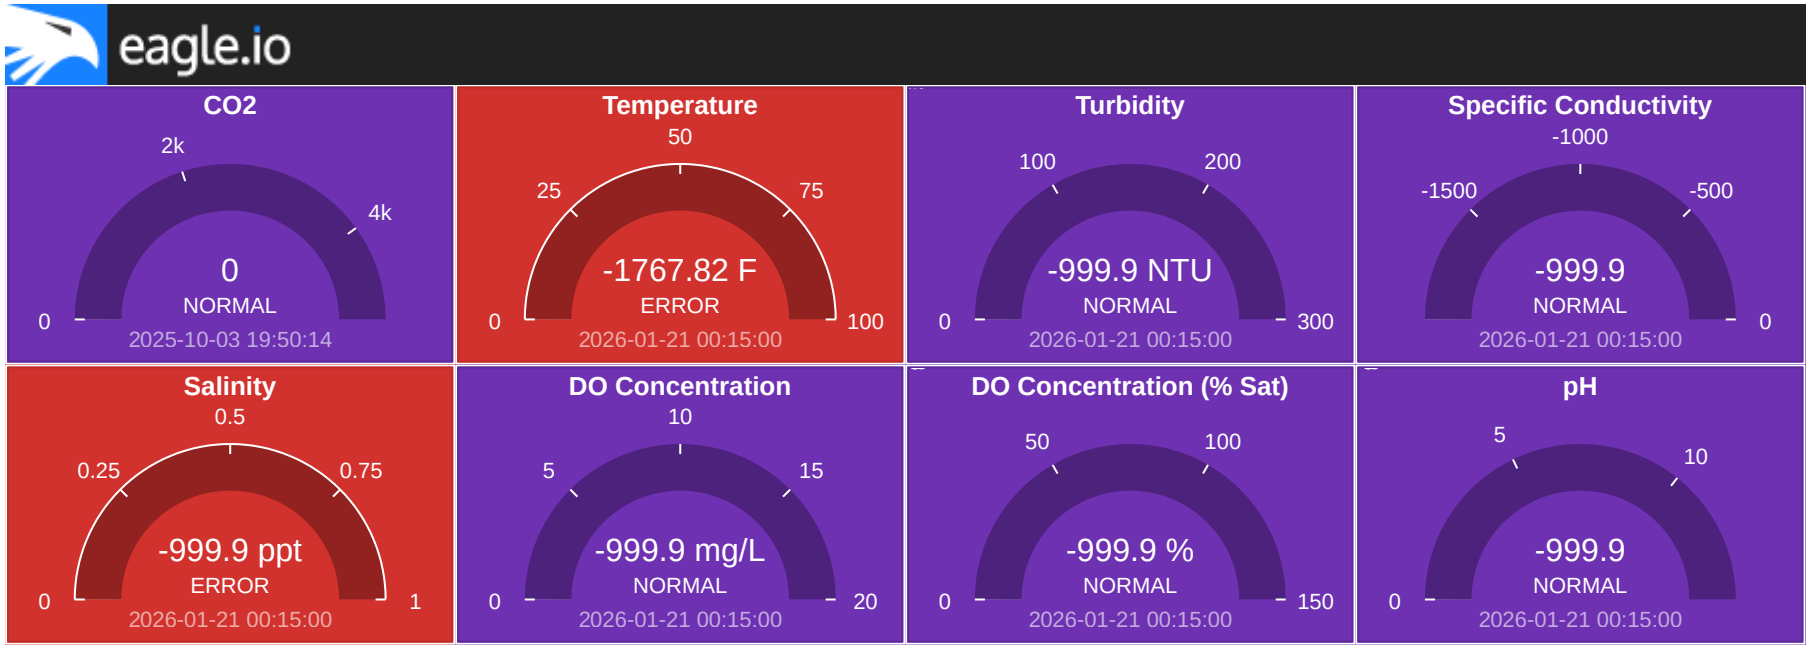 eagle.io
CO2
2k
4k
0
0
NORMAL
2025-10-03 19:50:14
Temperature
50
25
75
-1767.82 F
ERROR
0
100
2026-01-21 00:15:00
Turbidity
100
200
-999.9 NTU
NORMAL
0
300
2026-01-21 00:15:00
Specific Conductivity
-1000
-1500
-500
-999.9
NORMAL
0
2026-01-21 00:15:00
Salinity
0.5
0.25
0.75
-999.9 ppt
ERROR
0
1
2026-01-21 00:15:00
DO Concentration
10
5
15
-999.9 mg/L
NORMAL
0
20
2026-01-21 00:15:00
DO Concentration (% Sat)
50
100
-999.9 %
NORMAL
0
150
2026-01-21 00:15:00
pH
5
10
-999.9
NORMAL
0
2026-01-21 00:15:00